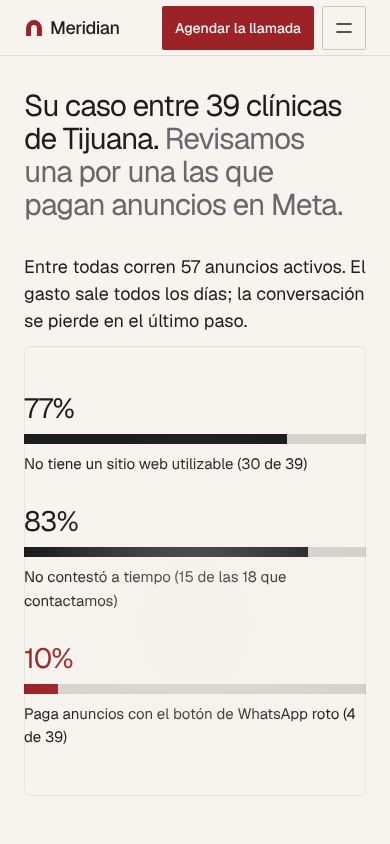 Meridian
Agendar la llamada
Su caso entre 39 clínicas
de Tijuana. Revisamos
una por una las que
pagan anuncios en Meta.
Entre todas corren 57 anuncios activos. El
gasto sale todos los días; la conversación
se pierde en el último paso.
77%
No tiene un sitio web utilizable (30 de 39)
83%
No contestó a tiempo (15 de las 18 que
contactamos)
10%
Paga anuncios con el botón de WhatsApp roto (4
de 39)